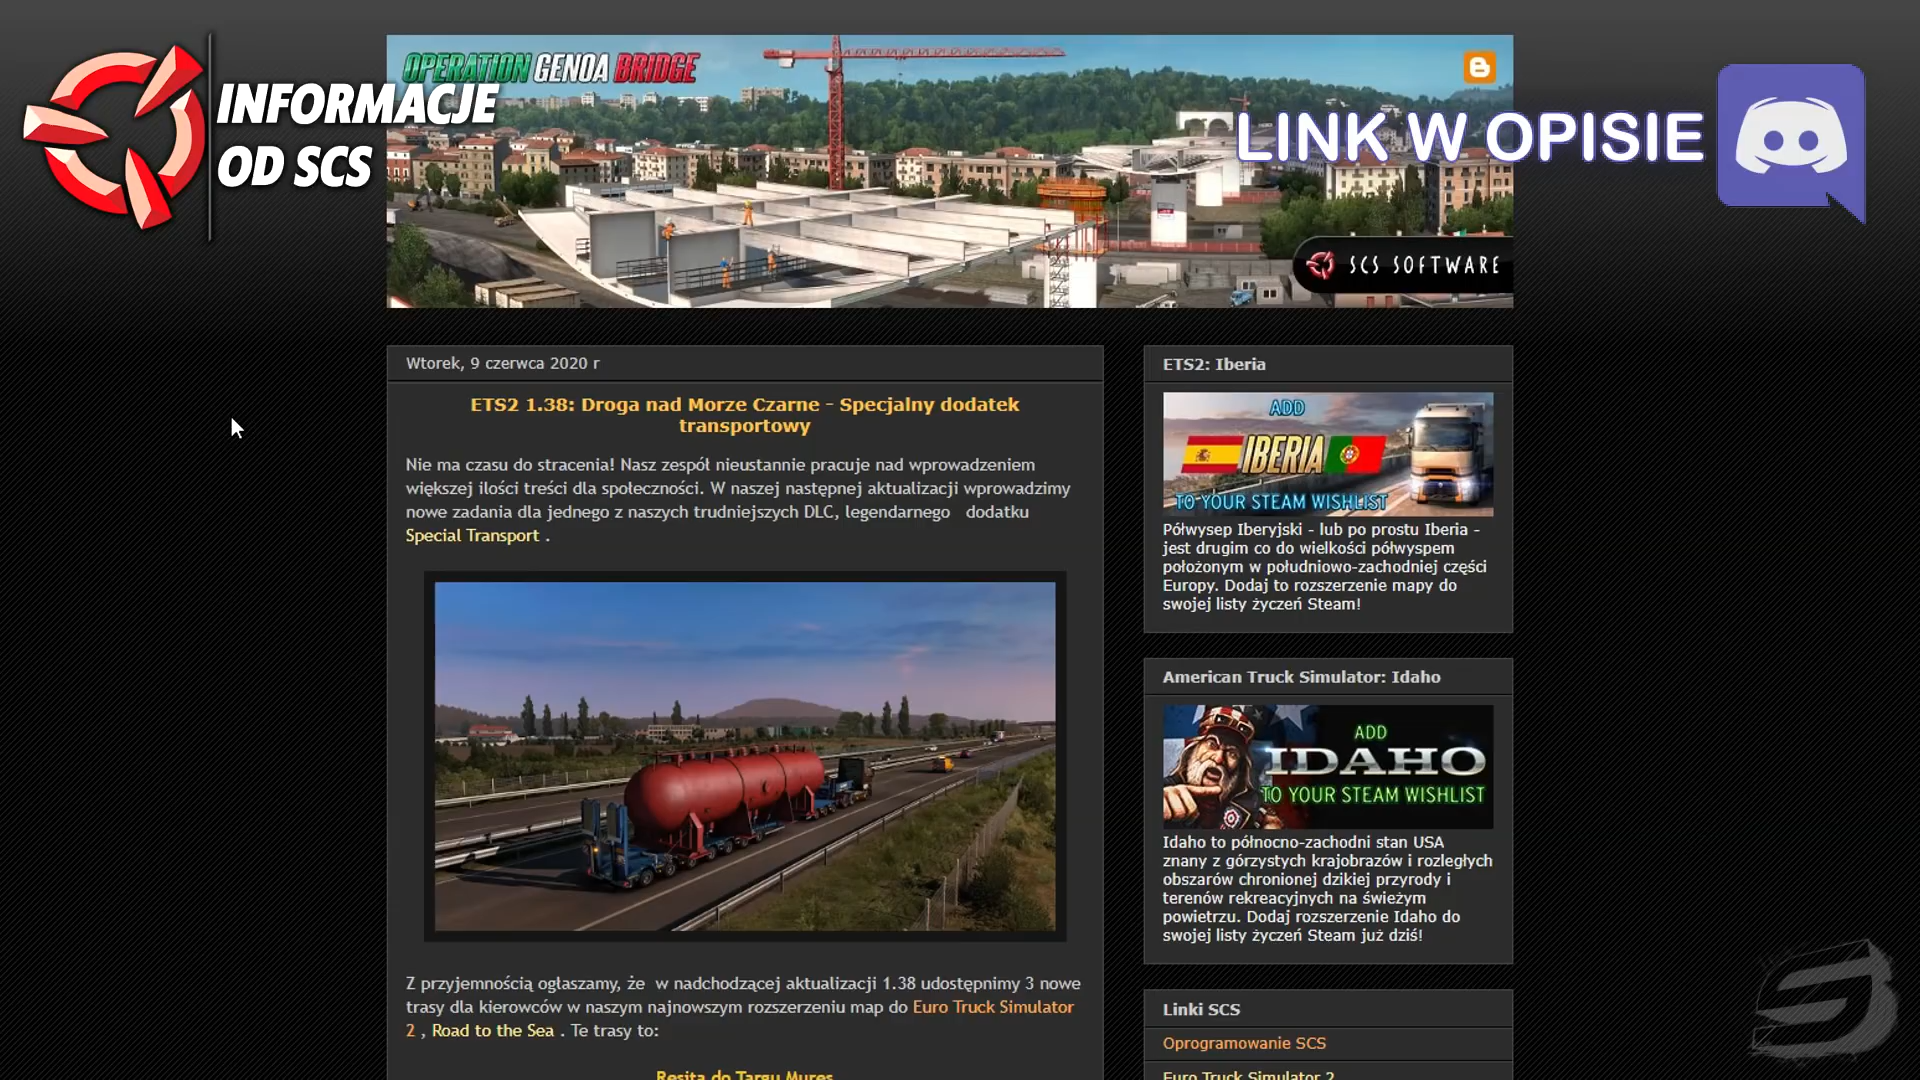 INFORMACJE
OD SCS
OPERATION GENOA BRIDGE
LINK W OPISIE
SCS SOFTWARE
Wtorek, 9 czerwca 2020 r
ETS2 1.38: Droga nad Morze Czarne - Specjalny dodatek
transportowy
Nie ma czasu do stracenia! Nasz zespół nieustannie pracuje nad wprowadzeniem
większej ilości treści dla społeczności. W naszej następnej aktualizacji wprowadzimy
nowe zadania dla jednego z naszych trudniejszych DLC, legendarnego dodatku
Special Transport .
Z przyjemnością ogłaszamy, że w nadchodzącej aktualizacji 1.38 udostępnimy 3 nowe
trasy dla kierowców w naszym najnowszym rozszerzeniu map do Euro Truck Simulator
2 , Road to the Sea . Te trasy to:
Resita do Targu Mures
ETS2: Iberia
ADD
IBERIA
TO YOUR STEAM WISHLIST
Półwysep Iberyjski - lub po prostu Iberia -
jest drugim co do wielkości półwyspem
położonym w południowo-zachodniej części
Europy. Dodaj to rozszerzenie mapy do
swojej listy życzeń Steam!
American Truck Simulator: Idaho
ADD
IDAHO
TO YOUR STEAM WISHLIST
Idaho to północno-zachodni stan USA
znany z górzystych krajobrazów i rozległych
obszarów chronionej dzikiej przyrody i
terenów rekreacyjnych na świeżym
powietrzu. Dodaj rozszerzenie Idaho do
swojej listy życzeń Steam już dziś!
Linki SCS
Oprogramowanie SCS
Euro Truck Simulator 2